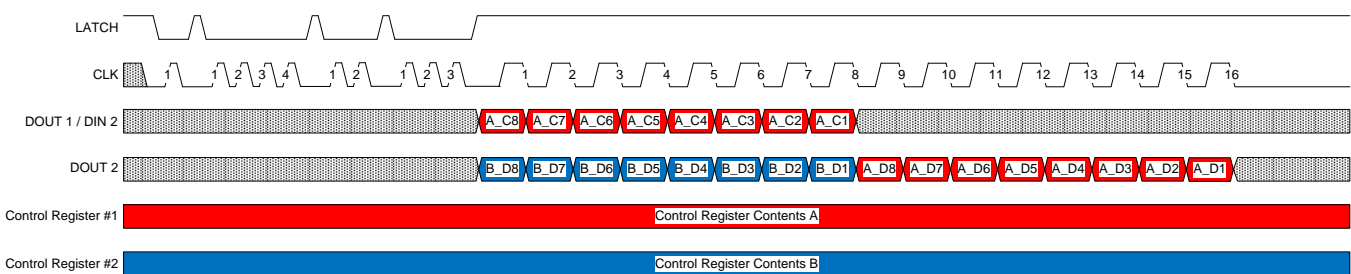 LATCH
CLK 1 1 2 3 4 1 2 1 2 3 1 2 3 4 5 6 7 8 9 10 11 12 13 14 15 16
DOUT 1 / DIN 2 A_C8 A_C7 A_C6 A_C5 A_C4 A_C3 A_C2 A_C1
DOUT 2 B_D8 B_D7 B_D6 B_D5 B_D4 B_D3 B_D2 B_D1 A_D8 A_D7 A_D6 A_D5 A_D4 A_D3 A_D2 A_D1
Control Register #1 Control Register Contents A
Control Register #2 Control Register Contents B